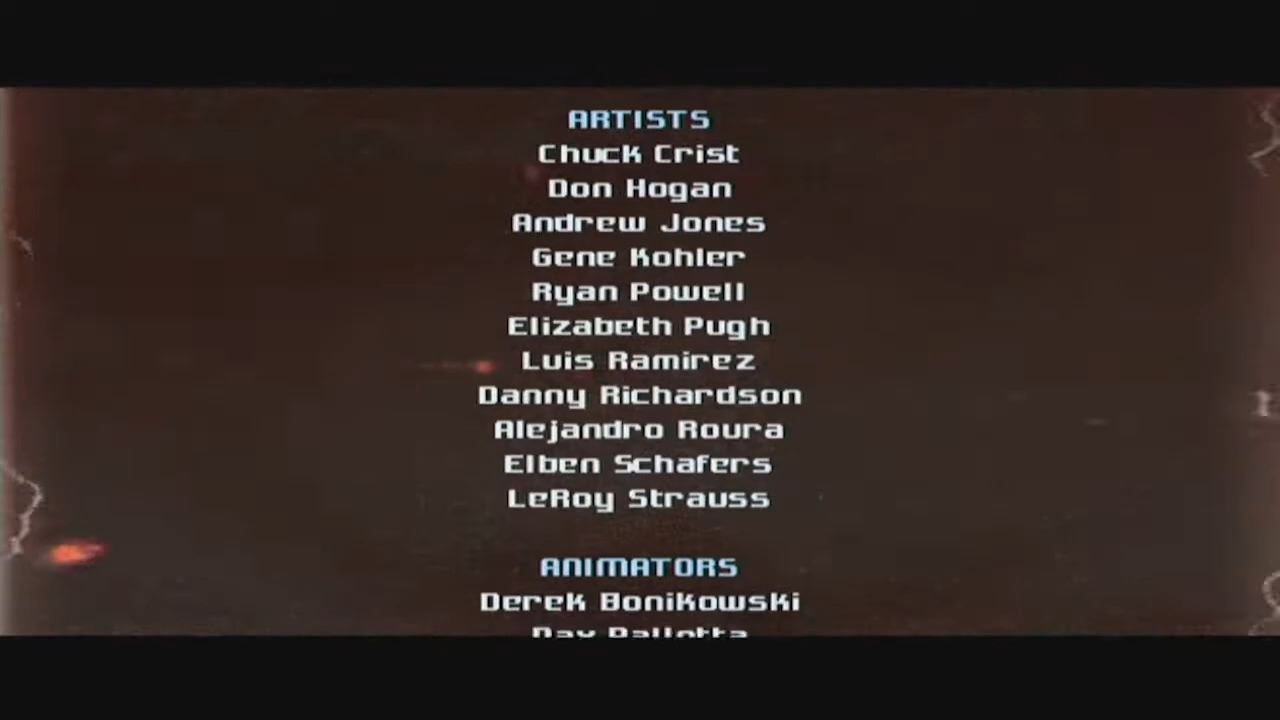 ARTISTS
Chuck Crist
Don Hogan
Andrew Jones
Gene Kohler
Ryan Powell
Elizabeth Pugh
Luis Ramirez
Danny Richardson
Alejandro Roura
Elben Schafers
LeRoy Strauss
ANIMATORS
Derek Bonikowski